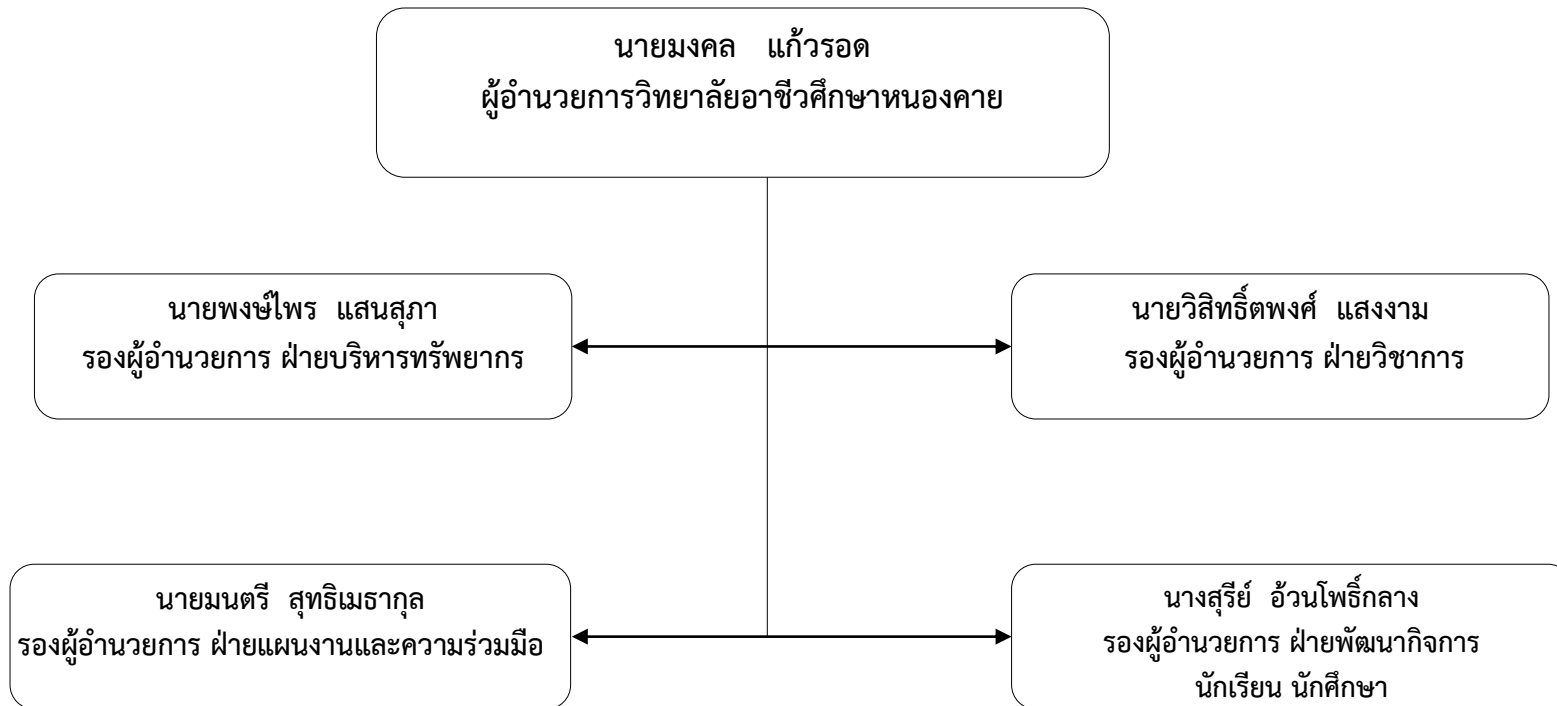 นายมงคล แก้วรอด
ผู้อำนวยการวิทยาลัยอาชีวศึกษาหนองคาย
นายพงษ์ไพร แสนสุภา
รองผู้อำนวยการ ฝ่ายบริหารทรัพยากร
นายวิสิทธิ์ตพงศ์ แสงงาม
รองผู้อำนวยการ ฝ่ายวิชาการ
นายมนตรี สุทธิเมธากุล
รองผู้อำนวยการ ฝ่ายแผนงานและความร่วมมือ
นางสุรีย์ อ้วนโพธิ์กลาง
รองผู้อำนวยการ ฝ่ายพัฒนากิจการ
นักเรียน นักศึกษา